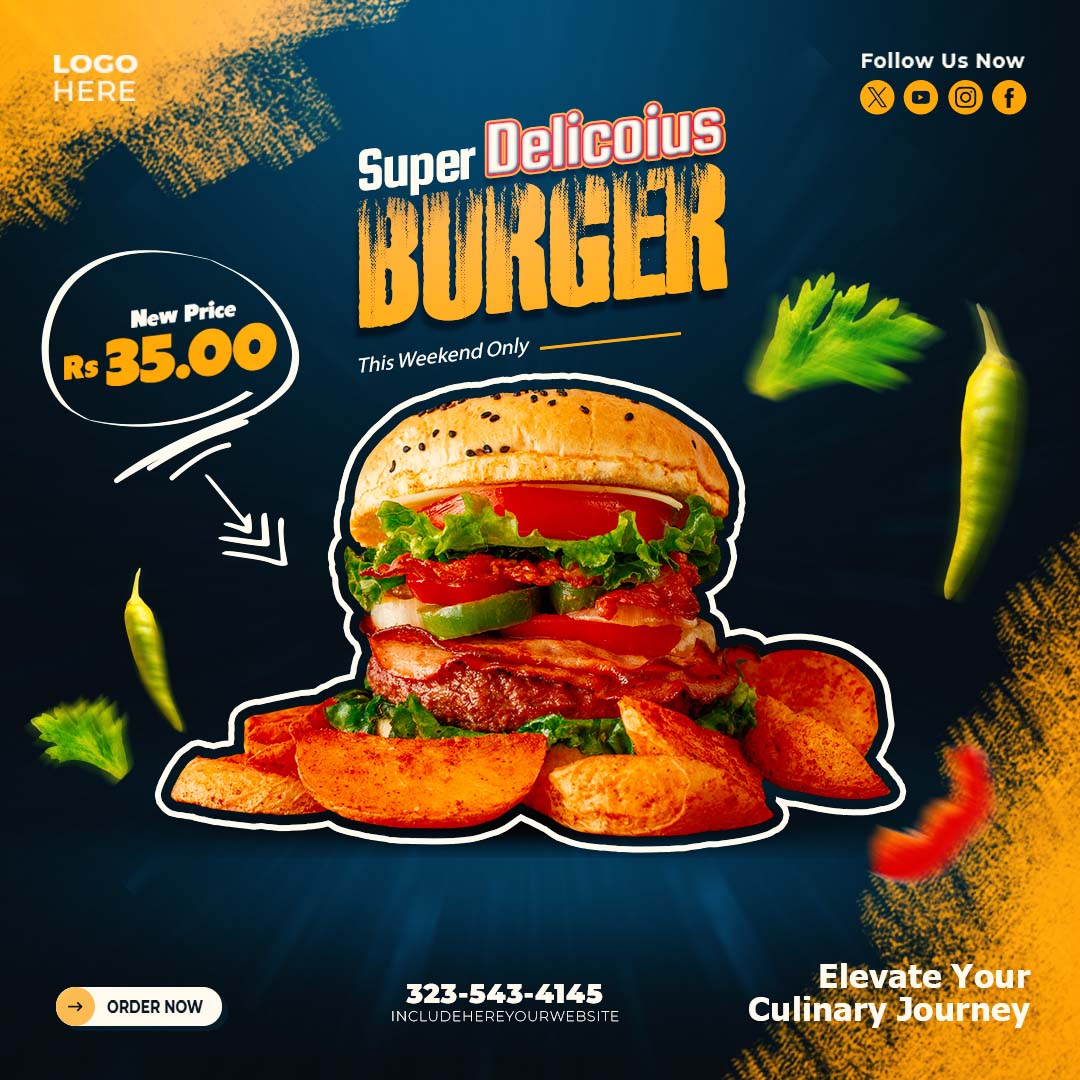 LOGO
HERE
Follow Us Now
Super Delicoius
BURGER
This Weekend Only
New Price
Rs 35.00
ORDER NOW
323-543-4145
INCLUDEHEREYOURWEBSITE
Elevate Your
Culinary Journey